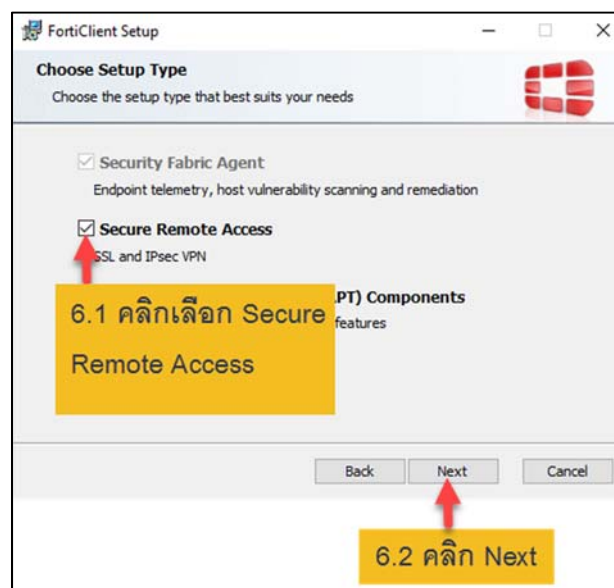 FortiClient Setup
Choose Setup Type
Choose the setup type that best suits your needs
Security Fabric Agent
Endpoint telemetry, host vulnerability scanning and remediation
Secure Remote Access
SSL and IPsec VPN
PT) Components
features
6.1 คลิกเลือก Secure
Remote Access
Back Next Cancel
6.2 คลิก Next